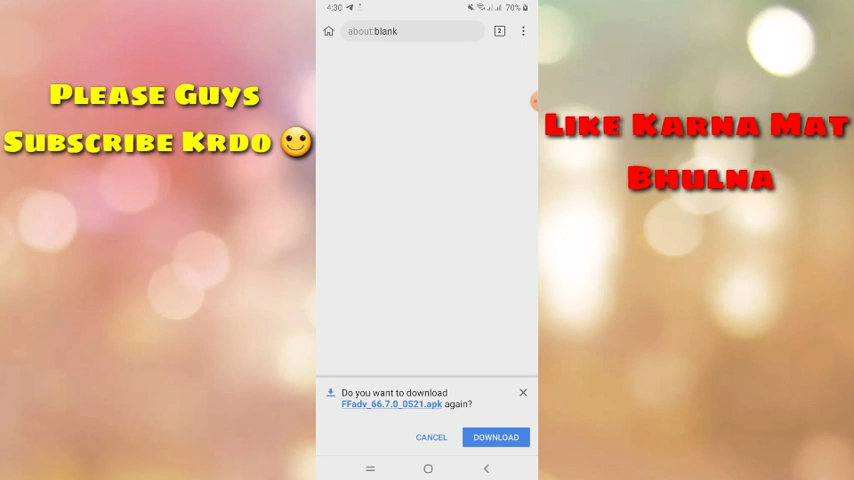 Please Guys
Subscribe Krdo
4:30
70%
about:blank
2
Like Karna Mat
Bhulna
Do you want to download
FFadv_66.7.0_0521.apk again?
CANCEL
DOWNLOAD